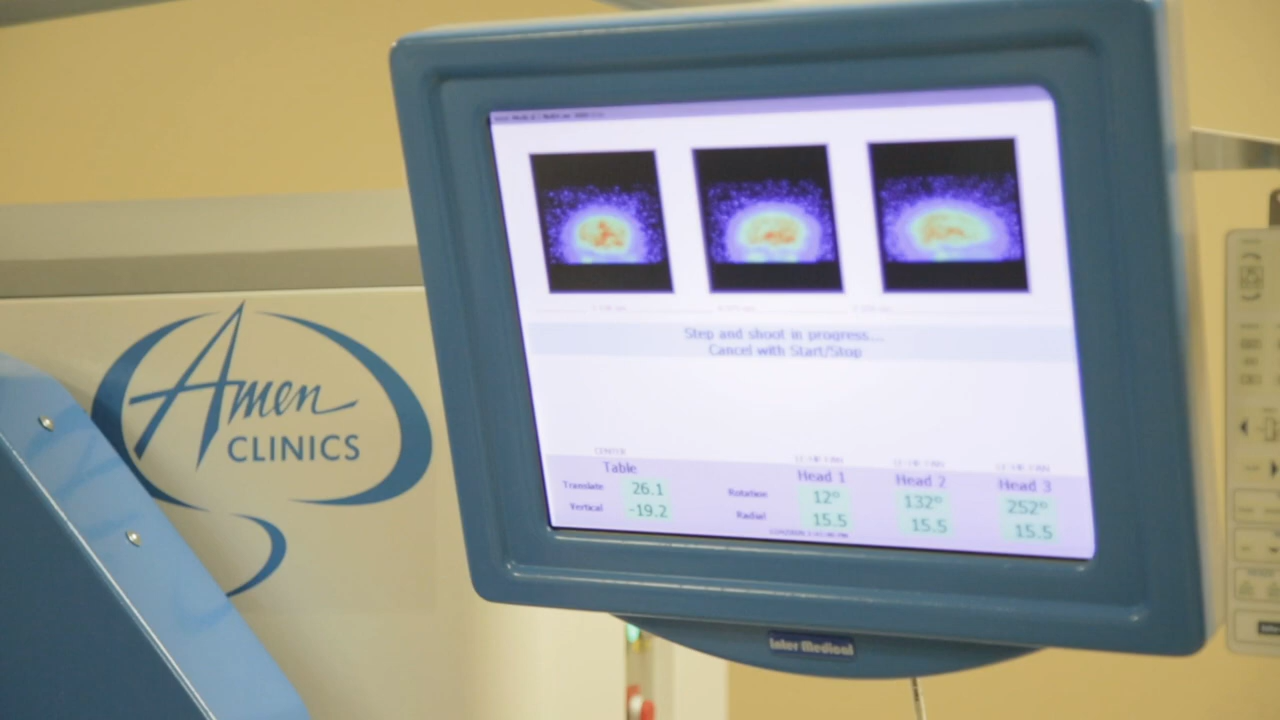 Amen
CLINICS
Step and shoot in progress...
Cancel with Start/Stop
CENTER
Table
Translate 26.1
Vertical -19.2
Head 1 Head 2 Head 3
Rotation 12° 132° 252°
Radial 15.5 15.5 15.5
Inter Medical